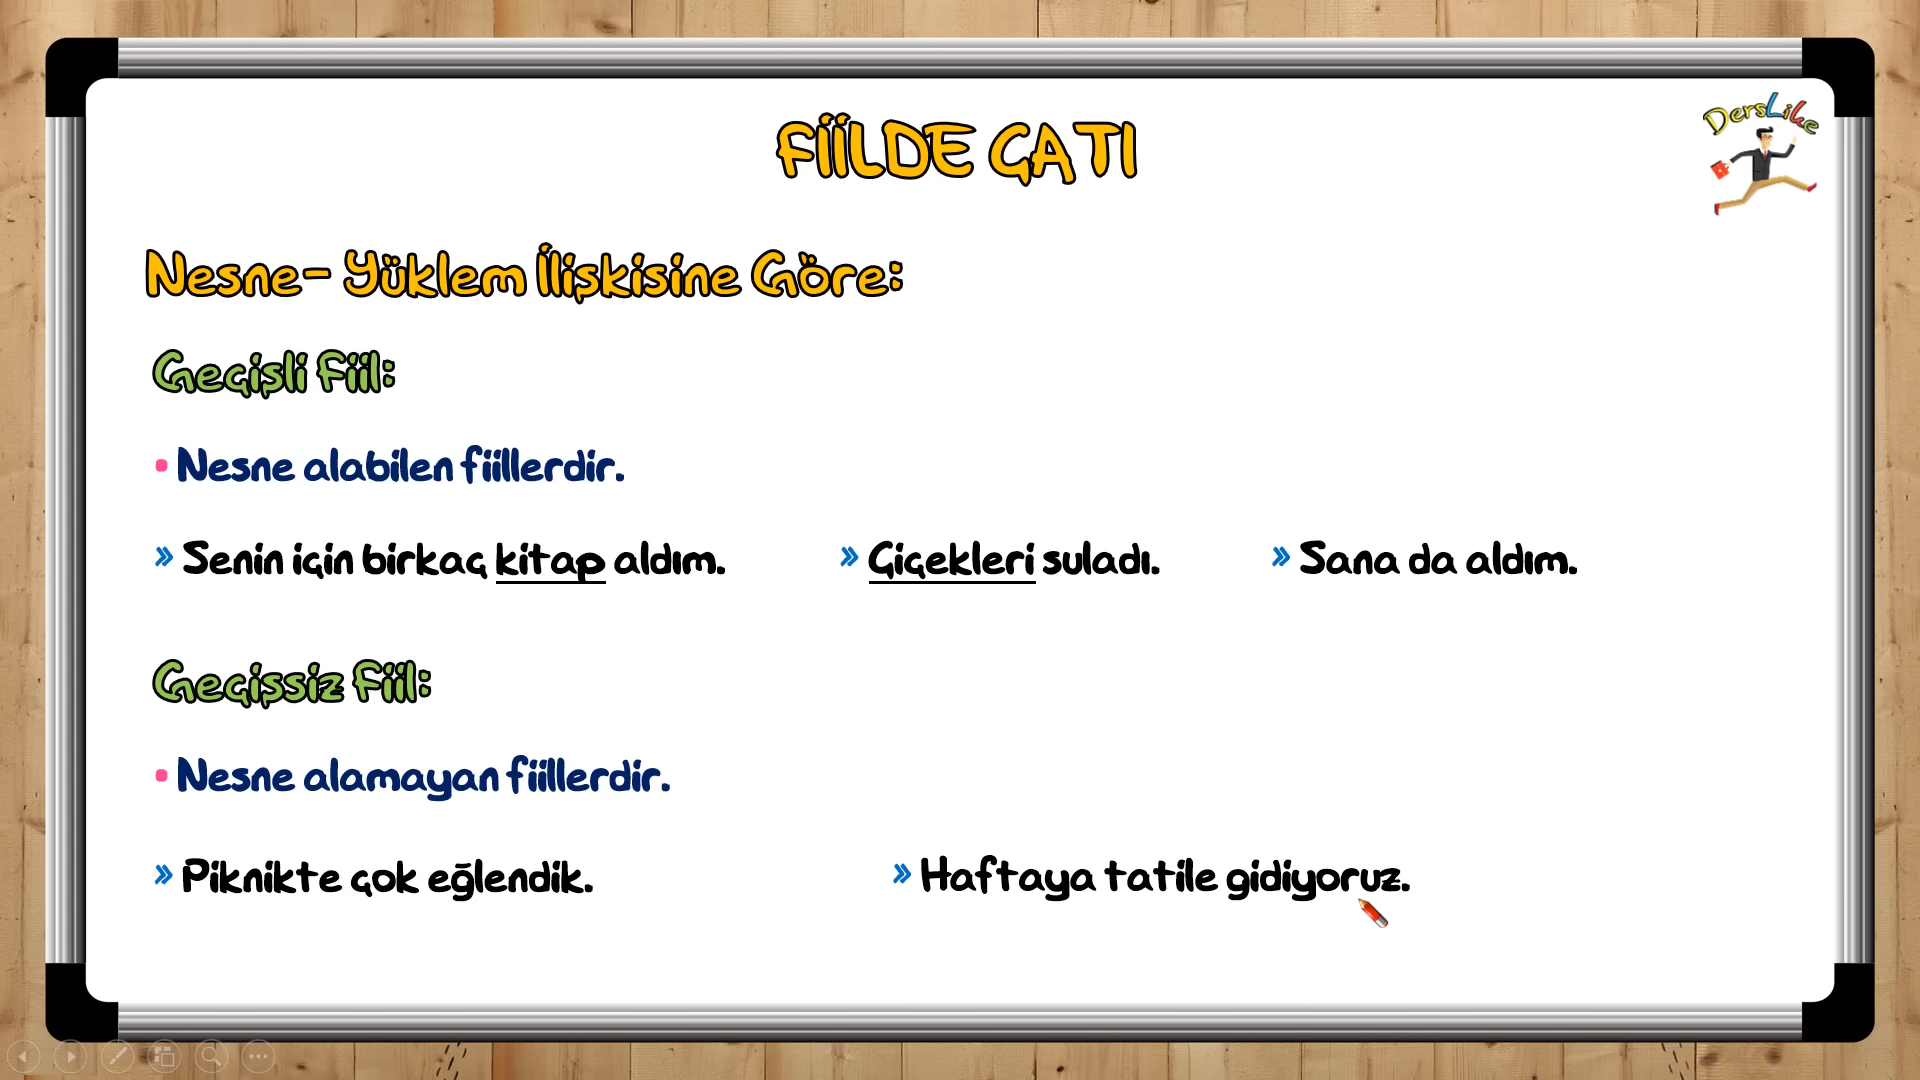 DersLike
FİİLDE ÇATI
Nesne- Yüklem İlişkisine Göre:
Geçişli Fiil:
• Nesne alabilen fiillerdir.
» Senin için birkaç kitap aldım. » Çiçekleri suladı. » Sana da aldım.
Geçişsiz Fiil:
• Nesne alamayan fiillerdir.
» Piknikte çok eğlendik. » Haftaya tatile gidiyoruz.